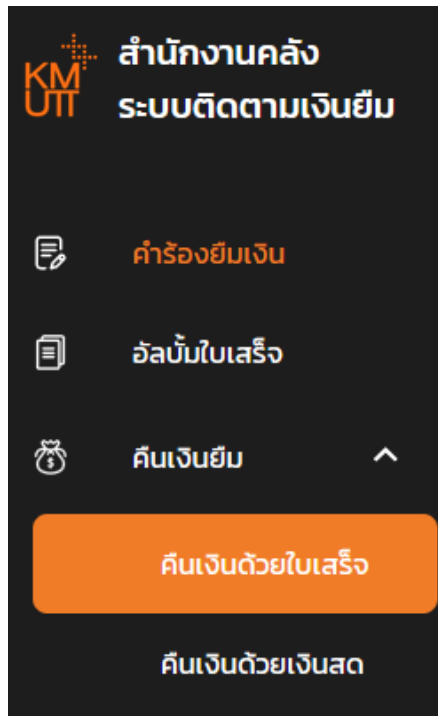 KM
UTT
สำนักงานคลัง
ระบบติดตามเงินยืม
คำร้องยืมเงิน
อัลบั้มใบเสร็จ
คืนเงินยืม
คืนเงินด้วยใบเสร็จ
คืนเงินด้วยเงินสด